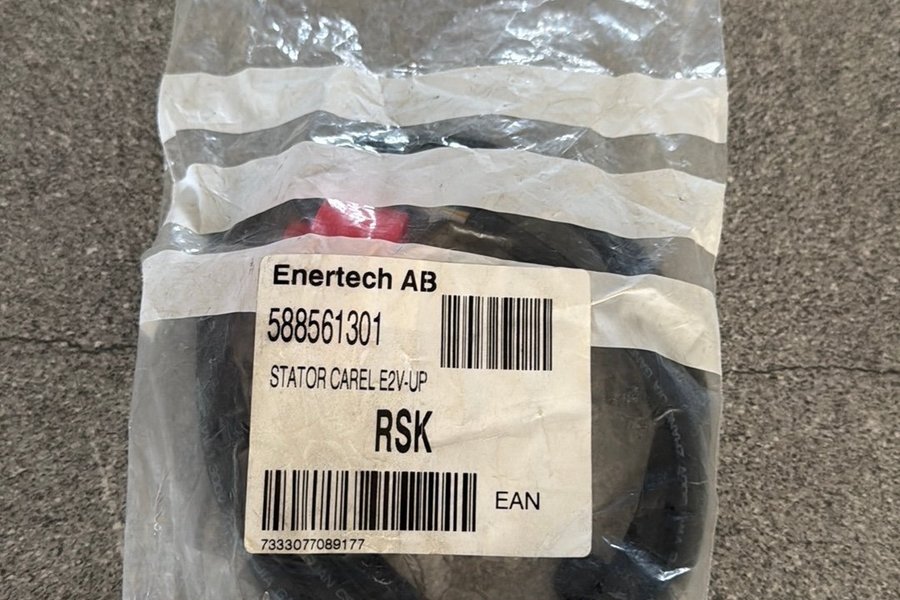 Enertech AB
588561301
STATOR CAREL E2V-UP
RSK
EAN
7333077089177